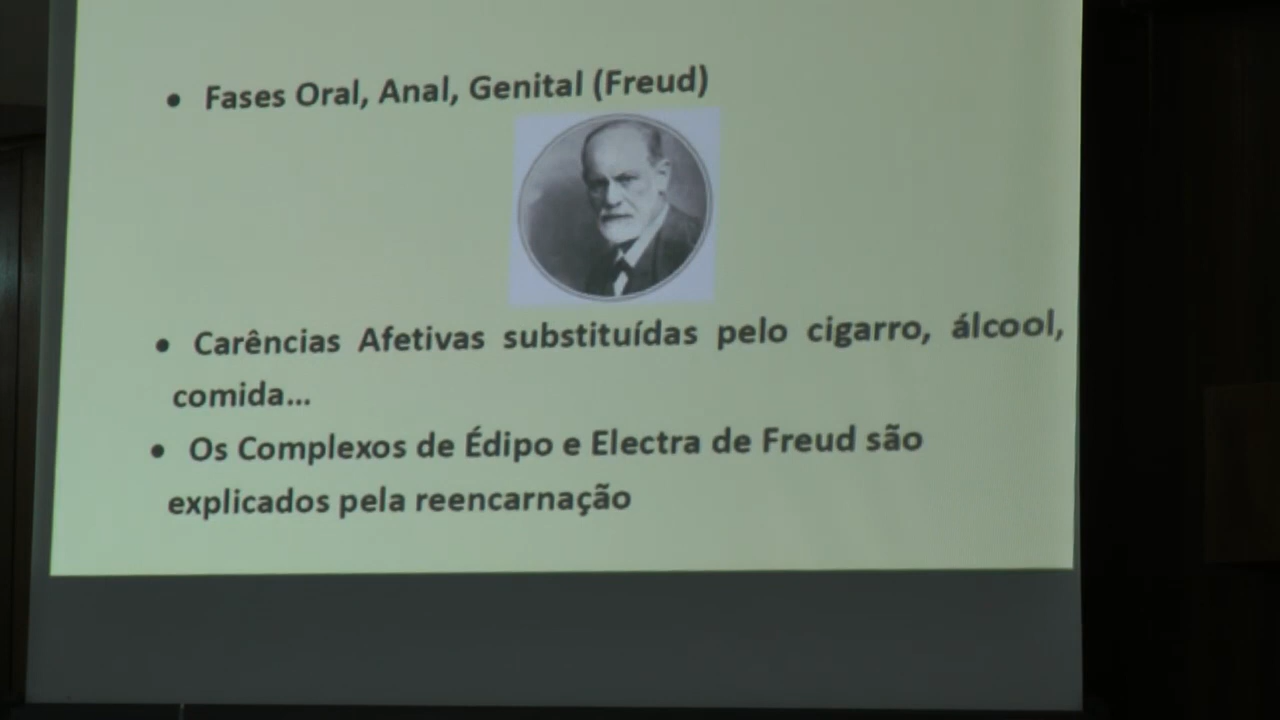 • Fases Oral, Anal, Genital (Freud)
• Carências Afetivas substituídas pelo cigarro, álcool,
comida...
• Os Complexos de Édipo e Electra de Freud são
explicados pela reencarnação